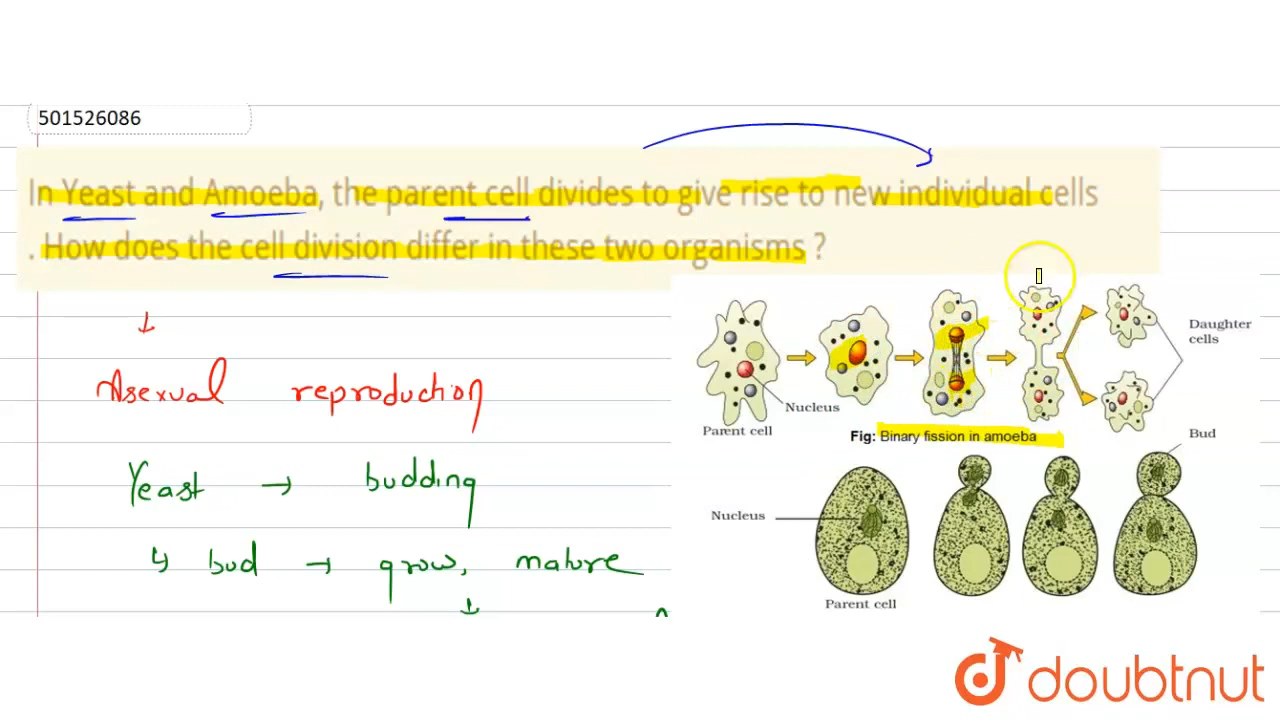 501526086
In Yeast and Amoeba, the parent cell divides to give rise to new individual cells
. How does the cell division differ in these two organisms ?
Asexual reproduction
Yeast → budding
↳ bud → grow, mature
Nucleus
Parent cell
Daughter
cells
Fig: Binary fission in amoeba
Bud
Nucleus
Parent cell
doubtnut